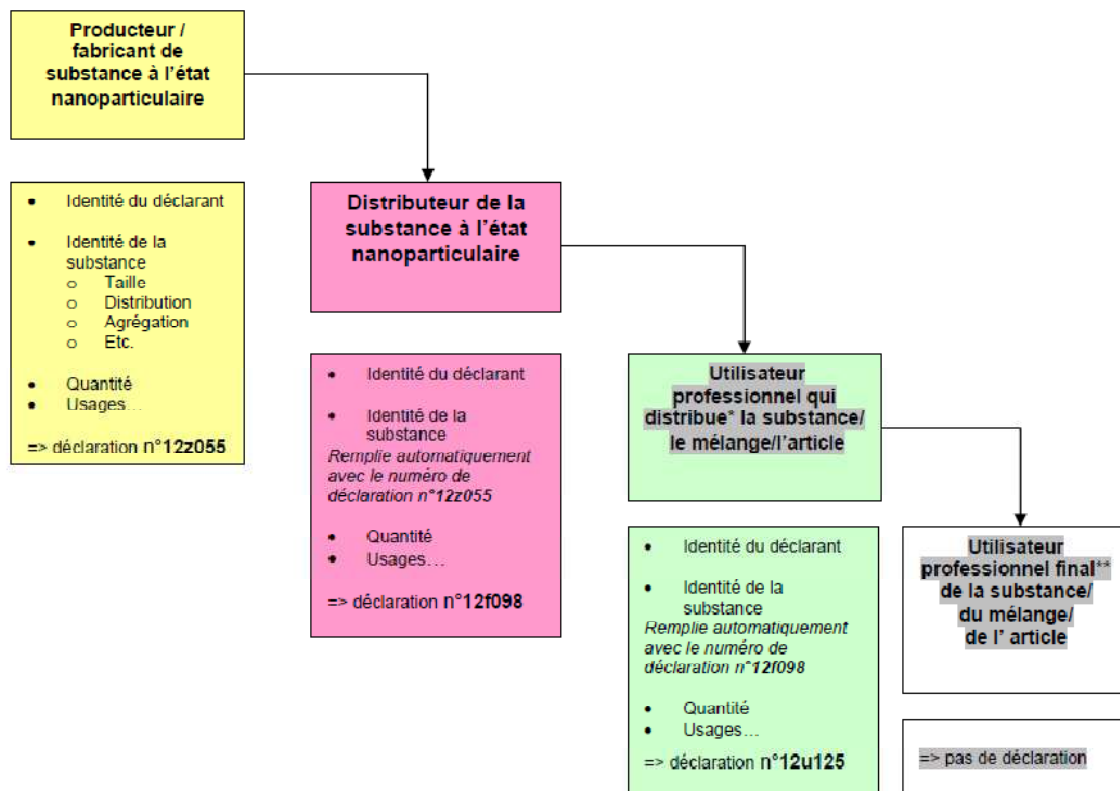 Producteur /
fabricant de
substance à l'état
nanoparticulaire
• Identité du déclarant
• Identité de la
substance
o Taille
o Distribution
o Agrégation
o Etc.
• Quantité
• Usages…
=> déclaration n°12z055
Distributeur de la
substance à l'état
nanoparticulaire
• Identité du déclarant
• Identité de la
substance
Remplie automatiquement
avec le numéro de
déclaration n°12z055
• Quantité
• Usages…
=> déclaration n°12f098
Utilisateur
professionnel qui
distribue* la substance/
le mélange/l'article
• Identité du déclarant
• Identité de la
substance
Remplie automatiquement
avec le numéro de
déclaration n°12f098
• Quantité
• Usages…
=> déclaration n°12u125
Utilisateur
professionnel final**
de la substance/
du mélange/
de l' article
=> pas de déclaration